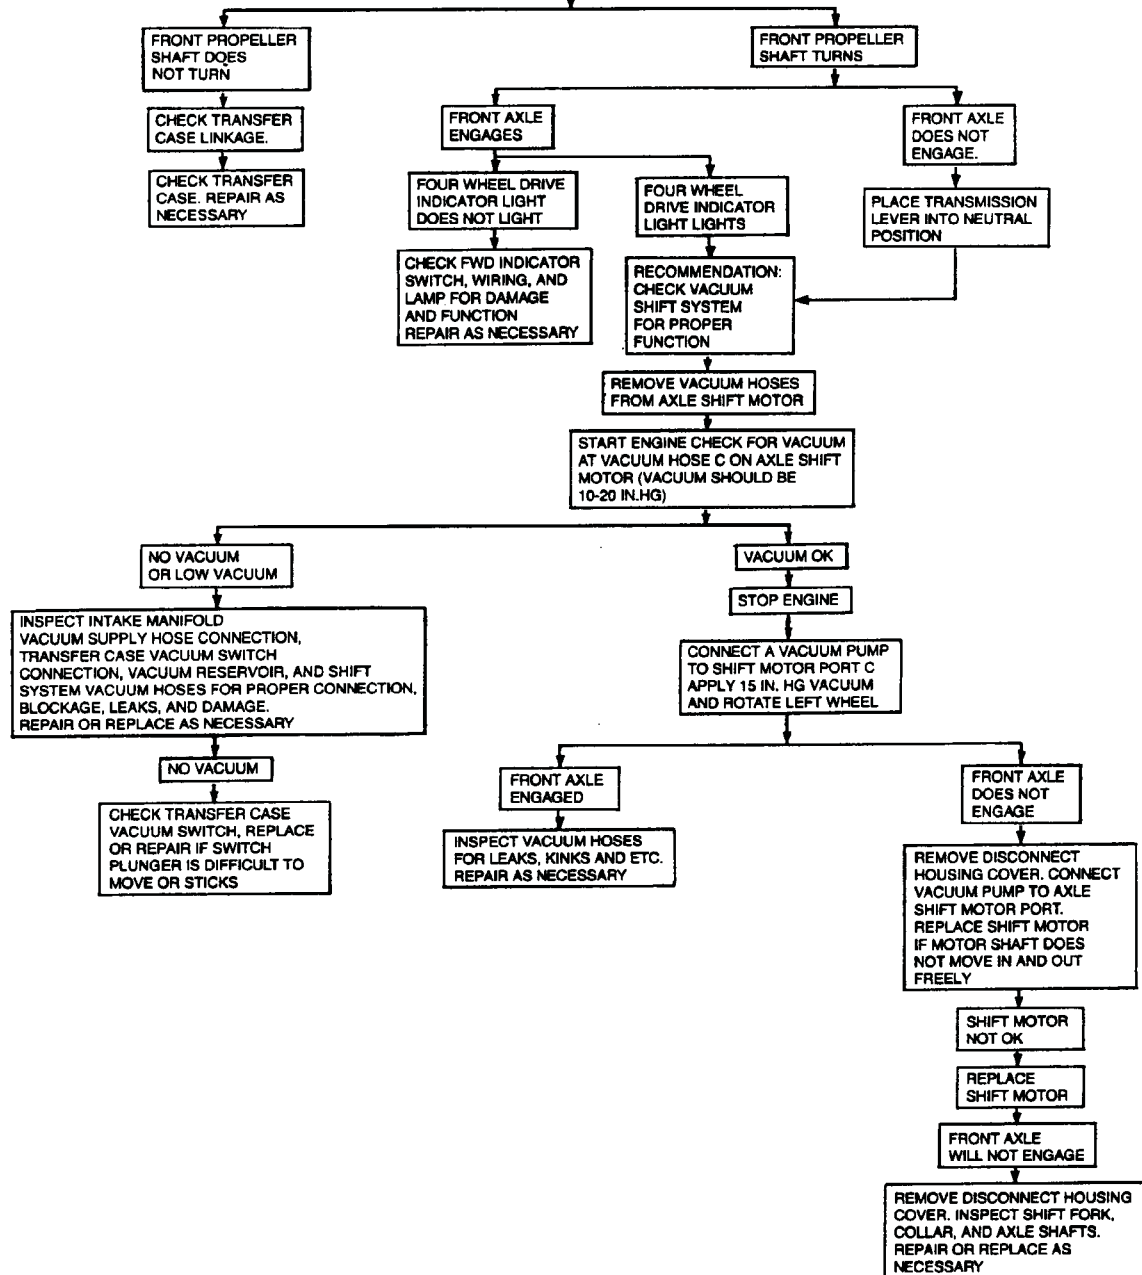 FRONT PROPELLER
SHAFT DOES
NOT TURN
FRONT PROPELLER
SHAFT TURNS
CHECK TRANSFER
CASE LINKAGE.
FRONT AXLE
ENGAGES
FRONT AXLE
DOES NOT
ENGAGE.
CHECK TRANSFER
CASE. REPAIR AS
NECESSARY
FOUR WHEEL DRIVE
INDICATOR LIGHT
DOES NOT LIGHT
FOUR WHEEL
DRIVE INDICATOR
LIGHT LIGHTS
PLACE TRANSMISSION
LEVER INTO NEUTRAL
POSITION
CHECK FWD INDICATOR
SWITCH, WIRING, AND
LAMP FOR DAMAGE
AND FUNCTION
REPAIR AS NECESSARY
RECOMMENDATION:
CHECK VACUUM
SHIFT SYSTEM
FOR PROPER
FUNCTION
REMOVE VACUUM HOSES
FROM AXLE SHIFT MOTOR
START ENGINE CHECK FOR VACUUM
AT VACUUM HOSE C ON AXLE SHIFT
MOTOR (VACUUM SHOULD BE
10-20 IN.HG)
NO VACUUM
OR LOW VACUUM
VACUUM OK
STOP ENGINE
INSPECT INTAKE MANIFOLD
VACUUM SUPPLY HOSE CONNECTION,
TRANSFER CASE VACUUM SWITCH
CONNECTION, VACUUM RESERVOIR, AND SHIFT
SYSTEM VACUUM HOSES FOR PROPER CONNECTION,
BLOCKAGE, LEAKS, AND DAMAGE.
REPAIR OR REPLACE AS NECESSARY
CONNECT A VACUUM PUMP
TO SHIFT MOTOR PORT C
APPLY 15 IN. HG VACUUM
AND ROTATE LEFT WHEEL
NO VACUUM
FRONT AXLE
ENGAGED
FRONT AXLE
DOES NOT
ENGAGE
CHECK TRANSFER CASE
VACUUM SWITCH, REPLACE
OR REPAIR IF SWITCH
PLUNGER IS DIFFICULT TO
MOVE OR STICKS
INSPECT VACUUM HOSES
FOR LEAKS, KINKS AND ETC.
REPAIR AS NECESSARY
REMOVE DISCONNECT
HOUSING COVER. CONNECT
VACUUM PUMP TO AXLE
SHIFT MOTOR PORT.
REPLACE SHIFT MOTOR
IF MOTOR SHAFT DOES
NOT MOVE IN AND OUT
FREELY
SHIFT MOTOR
NOT OK
REPLACE
SHIFT MOTOR
FRONT AXLE
WILL NOT ENGAGE
REMOVE DISCONNECT HOUSING
COVER. INSPECT SHIFT FORK,
COLLAR, AND AXLE SHAFTS.
REPAIR OR REPLACE AS
NECESSARY